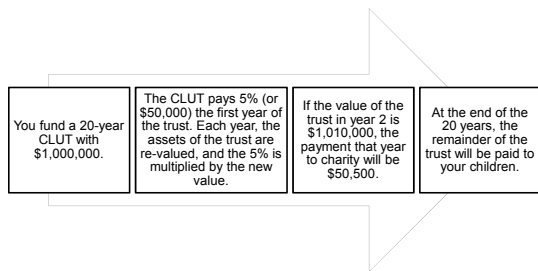 You fund a 20-year
CLUT with
$1,000,000.
The CLUT pays 5% (or
$50,000) the first year of
the trust. Each year, the
assets of the trust are
re-valued, and the 5% is
multiplied by the new
value.
If the value of the
trust in year 2 is
$1,010,000, the
payment that year
to charity will be
$50,500.
At the end of the
20 years, the
remainder of the
trust will be paid to
your children.